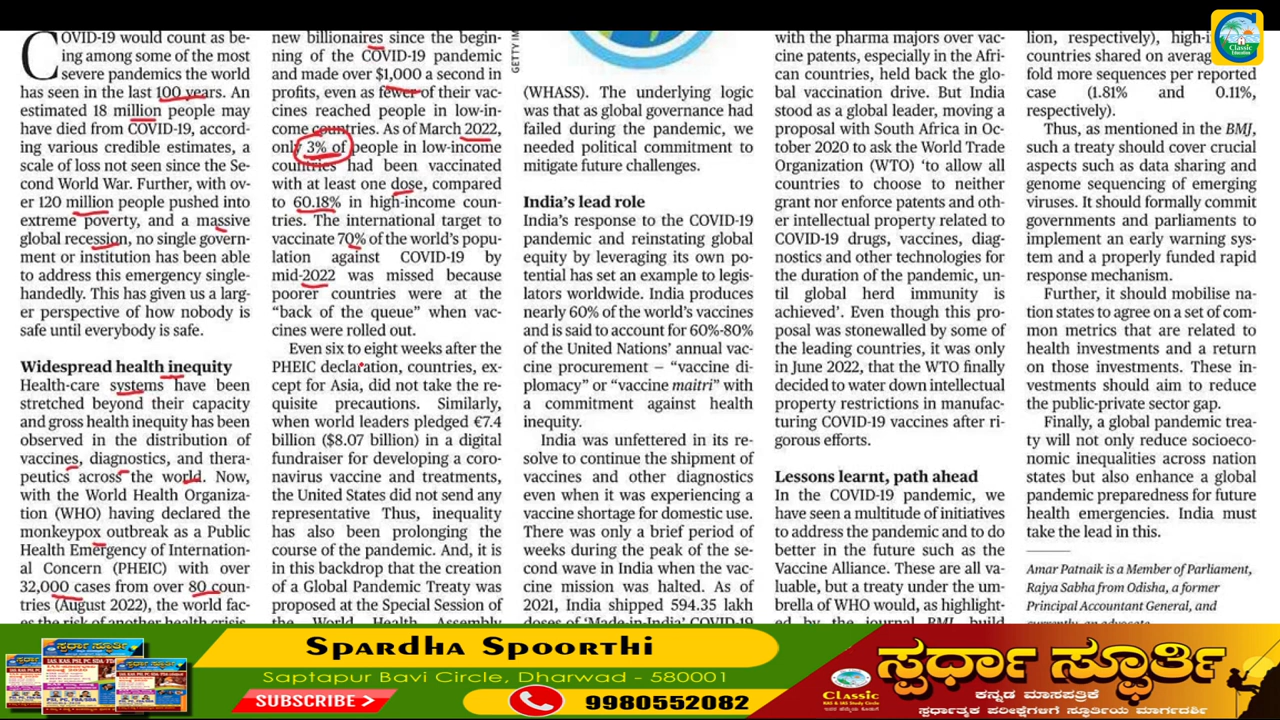 COVID-19 would count as be-
ing among some of the most
severe pandemics the world
has seen in the last 100 years. An
estimated 18 million people may
have died from COVID-19, accord-
ing various credible estimates, a
scale of loss not seen since the Se-
cond World War. Further, with ov-
er 120 million people pushed into
extreme poverty, and a massive
global recession, no single govern-
ment or institution has been able
to address this emergency single-
handedly. This has given us a larg-
er perspective of how nobody is
safe until everybody is safe.
Widespread health inequity
Health-care systems have been
stretched beyond their capacity
and gross health inequity has been
observed in the distribution of
vaccines, diagnostics, and thera-
peutics across the world. Now,
with the World Health Organiza-
tion (WHO) having declared the
monkeypox outbreak as a Public
Health Emergency of Internation-
al Concern (PHEIC) with over
32,000 cases from over 80 coun-
tries (August 2022), the world fac-
es the risk of another health crisis.
new billionaires since the begin-
ning of the COVID-19 pandemic
and made over $1,000 a second in
profits, even as fewer of their vac-
cines reached people in low-in-
come countries. As of March 2022,
only 3% of people in low-income
countries had been vaccinated
with at least one dose, compared
to 60.18% in high-income coun-
tries. The international target to
vaccinate 70% of the world's popu-
lation against COVID-19 by
mid-2022 was missed because
poorer countries were at the
“back of the queue” when vac-
cines were rolled out.
Even six to eight weeks after the
PHEIC declaration, countries, ex-
cept for Asia, did not take the re-
quisite precautions. Similarly,
when world leaders pledged €7.4
billion ($8.07 billion) in a digital
fundraiser for developing a coro-
navirus vaccine and treatments,
the United States did not send any
representative Thus, inequality
has also been prolonging the
course of the pandemic. And, it is
in this backdrop that the creation
of a Global Pandemic Treaty was
proposed at the Special Session of
the World Health Assembly
GETTY IM
(WHASS). The underlying logic
was that as global governance had
failed during the pandemic, we
needed political commitment to
mitigate future challenges.
India's lead role
India's response to the COVID-19
pandemic and reinstating global
equity by leveraging its own po-
tential has set an example to legis-
lators worldwide. India produces
nearly 60% of the world's vaccines
and is said to account for 60%-80%
of the United Nations' annual vac-
cine procurement – “vaccine di-
plomacy” or “vaccine maitri” with
a commitment against health
inequity.
India was unfettered in its re-
solve to continue the shipment of
vaccines and other diagnostics
even when it was experiencing a
vaccine shortage for domestic use.
There was only a brief period of
weeks during the peak of the se-
cond wave in India when the vac-
cine mission was halted. As of
2021, India shipped 594.35 lakh
doses of ‘Made-in-India’ COVID-19
with the pharma majors over vac-
cine patents, especially in the Afri-
can countries, held back the glo-
bal vaccination drive. But India
stood as a global leader, moving a
proposal with South Africa in Oc-
tober 2020 to ask the World Trade
Organization (WTO) ‘to allow all
countries to choose to neither
grant nor enforce patents and oth-
er intellectual property related to
COVID-19 drugs, vaccines, diag-
nostics and other technologies for
the duration of the pandemic, un-
til global herd immunity is
achieved’. Even though this pro-
posal was stonewalled by some of
the leading countries, it was only
in June 2022, that the WTO finally
decided to water down intellectual
property restrictions in manufac-
turing COVID-19 vaccines after ri-
gorous efforts.
Lessons learnt, path ahead
In the COVID-19 pandemic, we
have seen a multitude of initiatives
to address the pandemic and to do
better in the future such as the
Vaccine Alliance. These are all va-
luable, but a treaty under the um-
brella of WHO would, as highlight-
ed by the journal BMJ, build
lion, respectively), high-i
countries shared on averag
fold more sequences per reported
case (1.81% and 0.11%,
respectively).
Thus, as mentioned in the BMJ,
such a treaty should cover crucial
aspects such as data sharing and
genome sequencing of emerging
viruses. It should formally commit
governments and parliaments to
implement an early warning sys-
tem and a properly funded rapid
response mechanism.
Further, it should mobilise na-
tion states to agree on a set of com-
mon metrics that are related to
health investments and a return
on those investments. These in-
vestments should aim to reduce
the public-private sector gap.
Finally, a global pandemic trea-
ty will not only reduce socioeco-
nomic inequalities across nation
states but also enhance a global
pandemic preparedness for future
health emergencies. India must
take the lead in this.
Amar Patnaik is a Member of Parliament,
Rajya Sabha from Odisha, a former
Principal Accountant General, and
currently, an advocate
Classic
Education
Spardha Spoorthi
Saptapur Bavi Circle, Dharwad - 580001
SUBSCRIBE
9980552082
Classic
KAS & IAS Study Circle
ಸ್ಪರ್ಧಾ ಸ್ಫೂರ್ತಿ
ಕನ್ನಡ ಮಾಸಪತ್ರಿಕೆ
ಸ್ಪರ್ಧಾತ್ಮಕ ಪರೀಕ್ಷೆಗಳಿಗೆ ಸ್ಫೂರ್ತಿಯ ಮಾರ್ಗದರ್ಶಿ